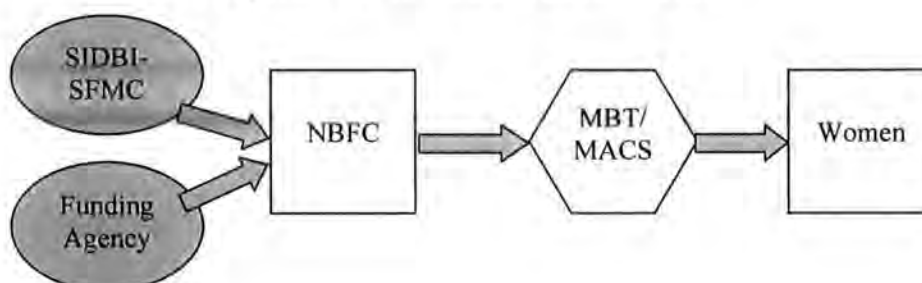 SIDBI-
SFMC
Funding
Agency
NBFC
MBT/
MACS
Women